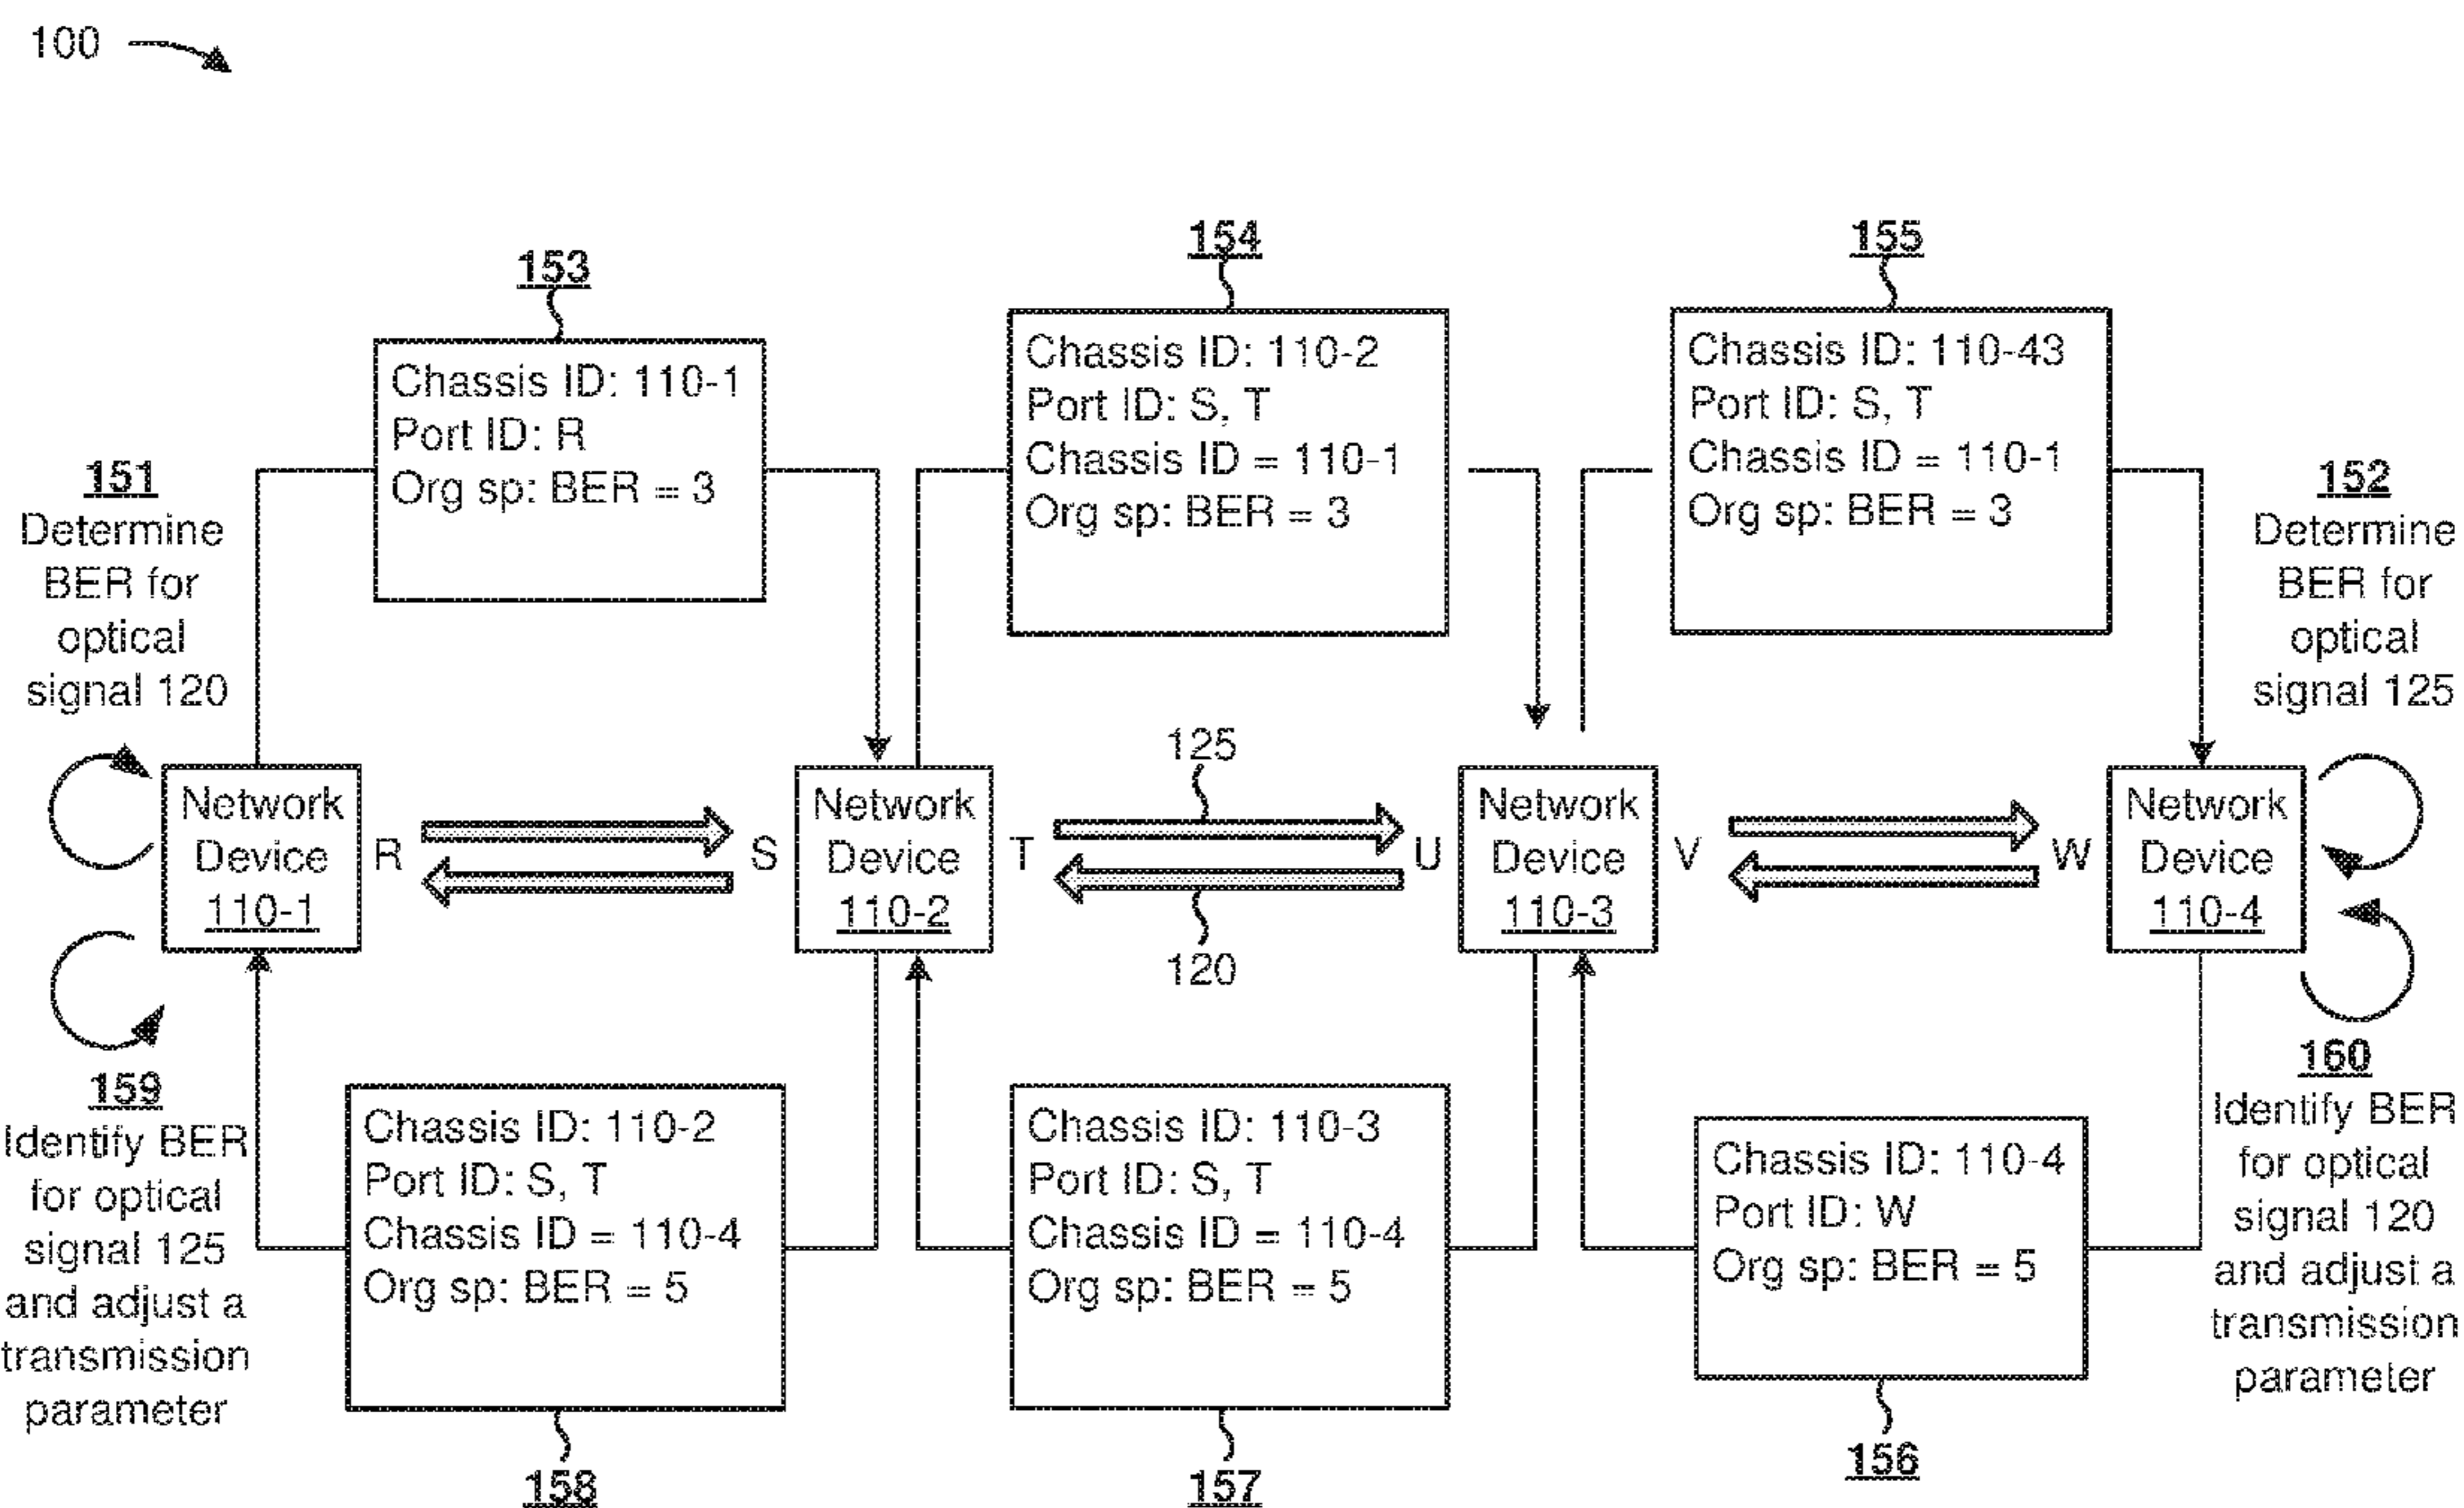 100
153
Chassis ID: 110-1
Port ID: R
Org sp: BER = 3
154
Chassis ID: 110-2
Port ID: S, T
Chassis ID = 110-1
Org sp: BER = 3
155
Chassis ID: 110-43
Port ID: S, T
Chassis ID = 110-1
Org sp: BER = 3
151
Determine
BER for
optical
signal 120
152
Determine
BER for
optical
signal 125
Network
Device
110-1
R
S
Network
Device
110-2
T
125
120
U
Network
Device
110-3
V
W
Network
Device
110-4
159
Identify BER
for optical
signal 125
and adjust a
transmission
parameter
Chassis ID: 110-2
Port ID: S, T
Chassis ID = 110-4
Org sp: BER = 5
158
Chassis ID: 110-3
Port ID: S, T
Chassis ID = 110-4
Org sp: BER = 5
157
Chassis ID: 110-4
Port ID: W
Org sp: BER = 5
156
160
Identify BER
for optical
signal 120
and adjust a
transmission
parameter